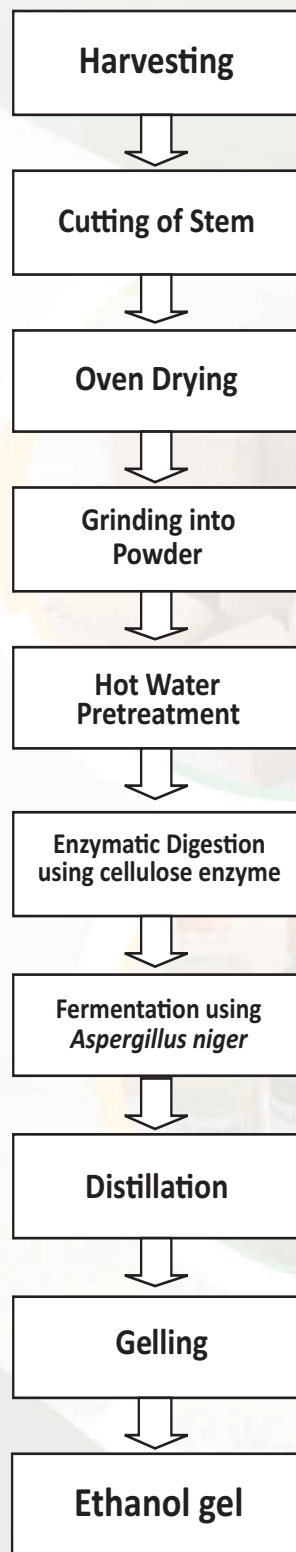 Harvesting
Cutting of Stem
Oven Drying
Grinding into
Powder
Hot Water
Pretreatment
Enzymatic Digestion
using cellulose enzyme
Fermentation using
Aspergillus niger
Distillation
Gelling
Ethanol gel